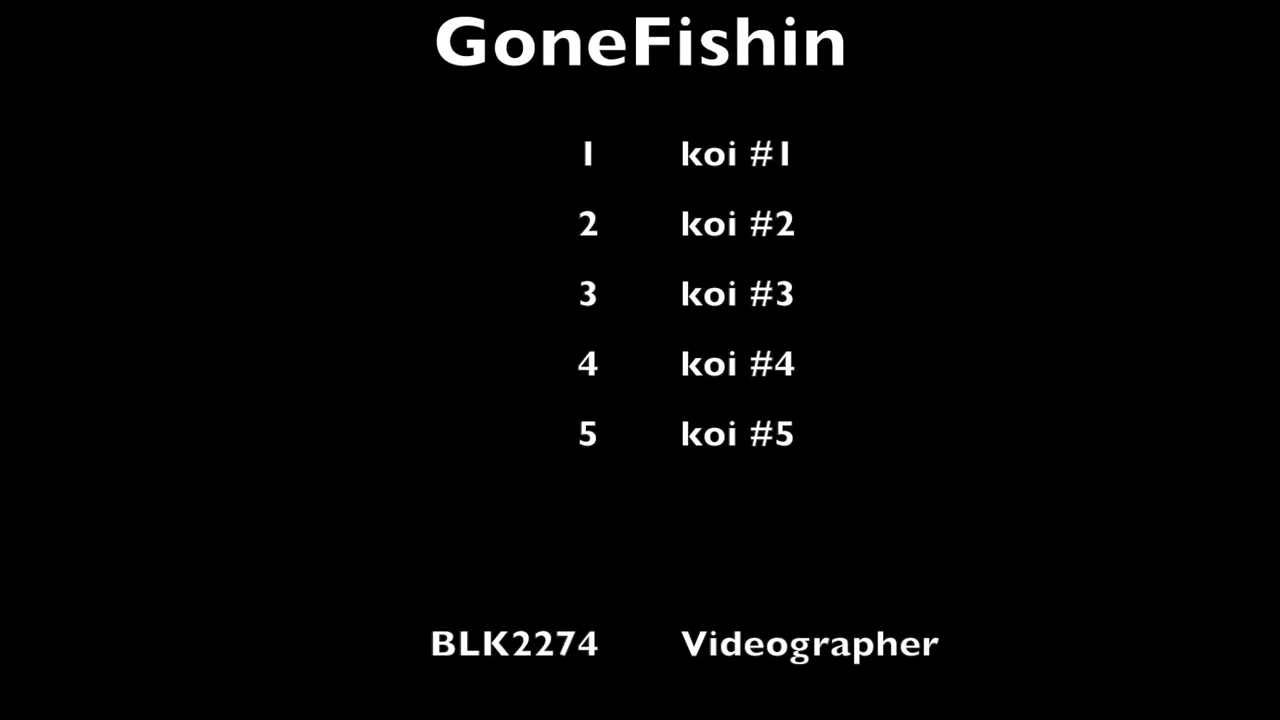 GoneFishin
1 koi #1
2 koi #2
3 koi #3
4 koi #4
5 koi #5
BLK2274 Videographer